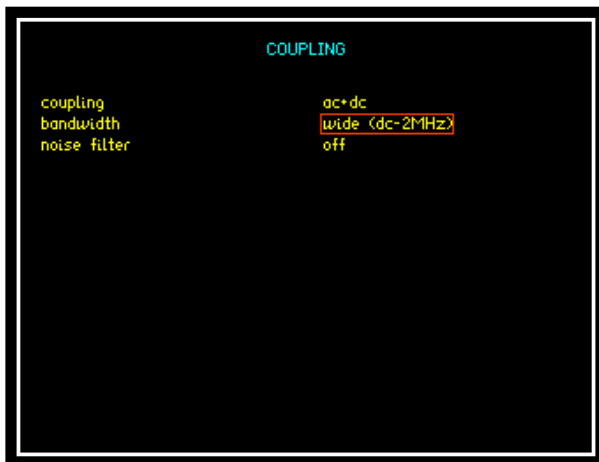 COUPLING
coupling ac+dc
bandwidth wide (dc-2MHz)
noise filter off